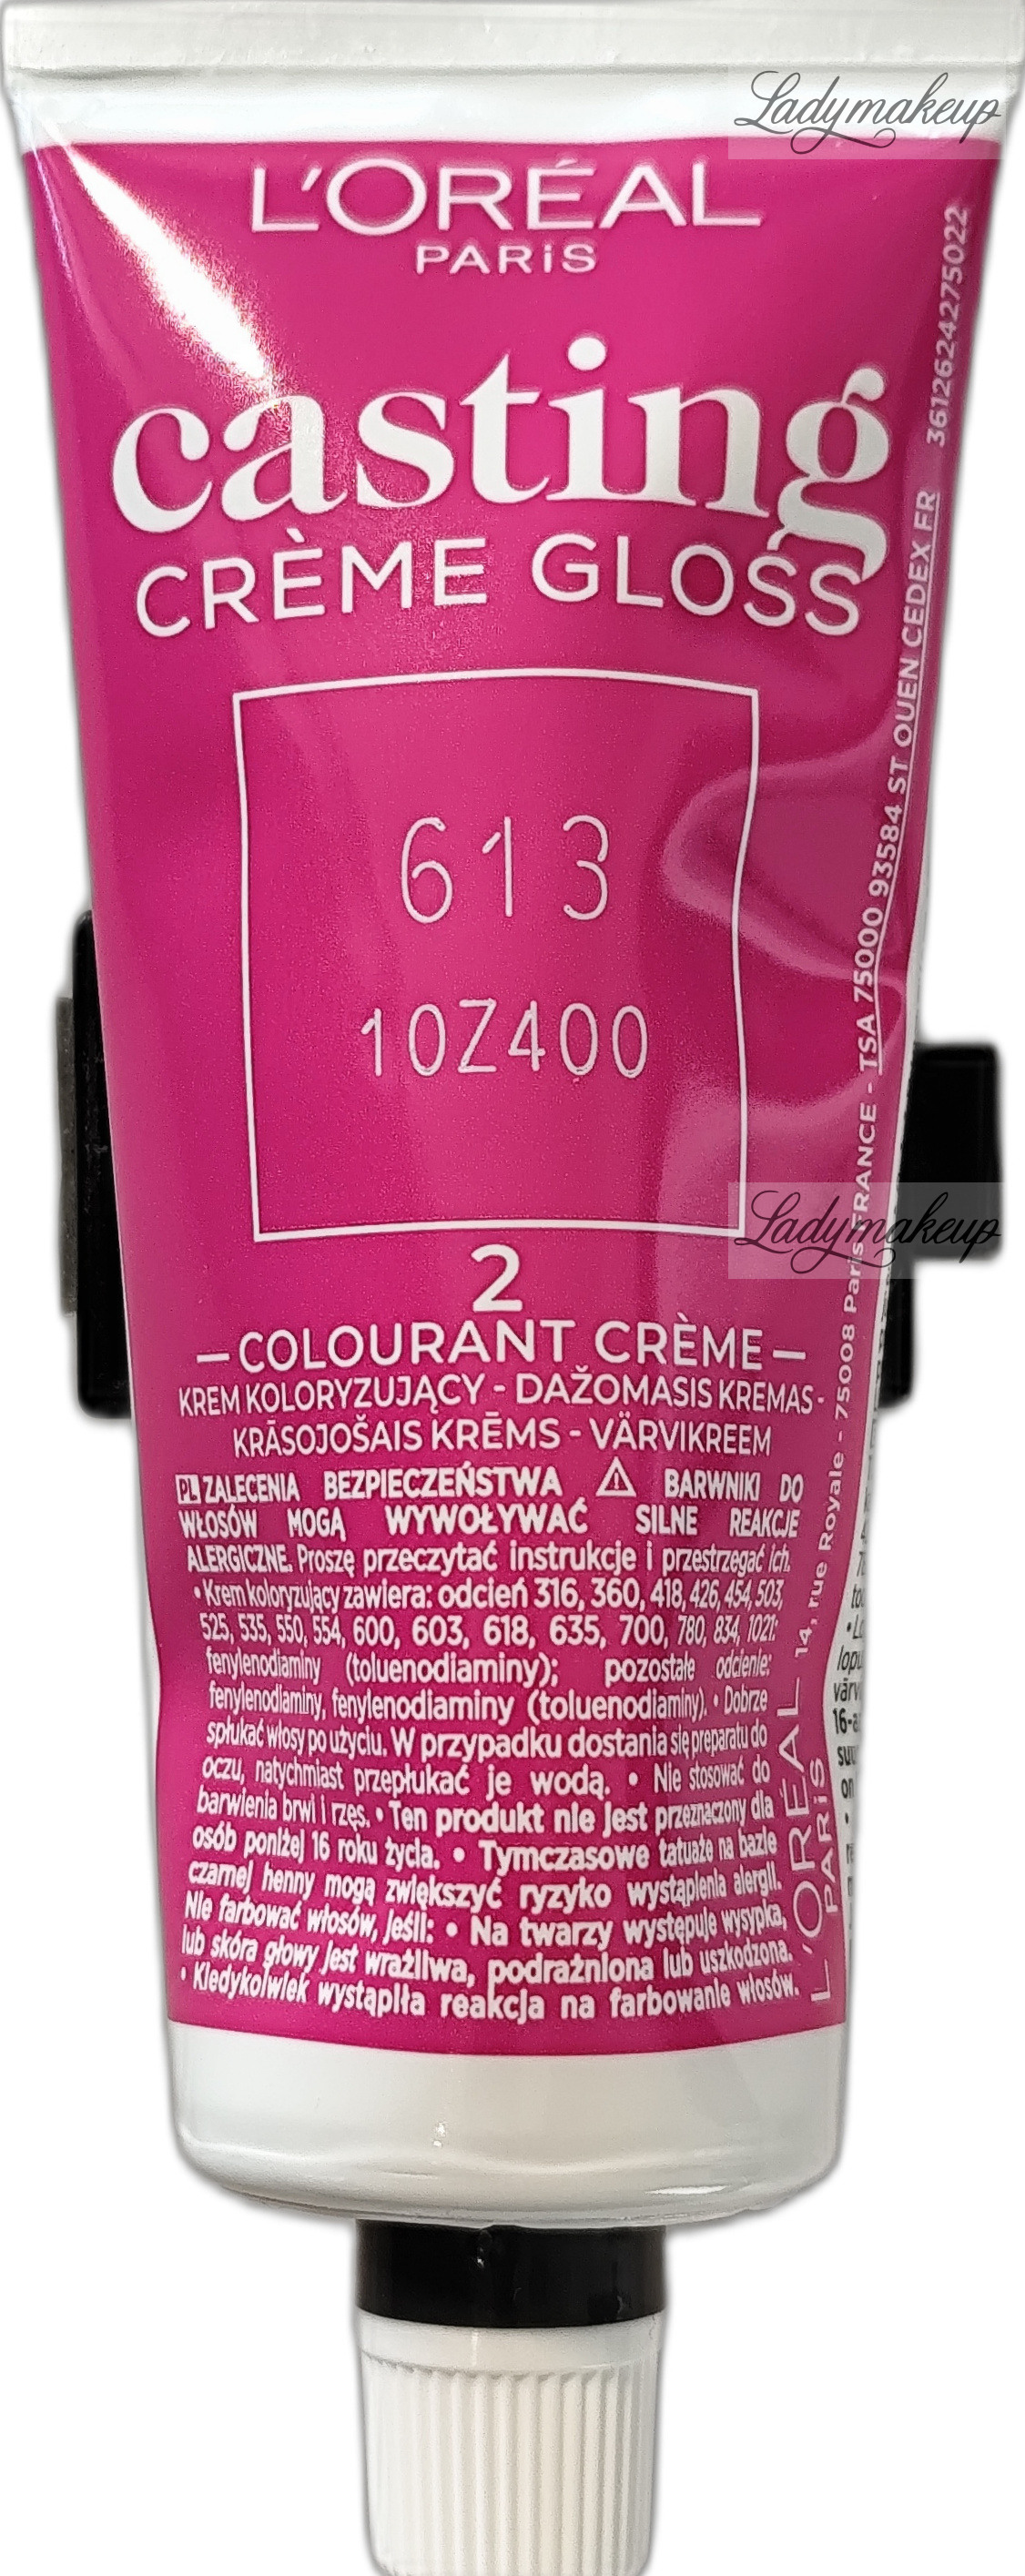 Ladymakeup
L'ORÉAL
PARiS
casting
CRÈME GLOSS
613
10Z400
2
– COLOURANT CRÈME –
KREM KOLORYZUJĄCY - DAŽOMASIS KREMAS -
KRĀSOJOŠAIS KRĒMS - VÄRVIKREEM
PL ZALECENIA BEZPIECZEŃSTWA ⚠ BARWNIKI DO
WŁOSÓW MOGĄ WYWOŁYWAĆ SILNE REAKCJE
ALERGICZNE. Proszę przeczytać instrukcje i przestrzegać ich.
• Krem koloryzujący zawiera: odcień 316, 360, 418, 426, 454, 503,
525, 535, 550, 554, 600, 603, 618, 635, 700, 780, 834, 1021:
fenylenodiaminy (toluenodiaminy); pozostałe odcienie:
fenylenodiaminy, fenylenodiaminy (toluenodiaminy). • Dobrze
spłukać włosy po użyciu. W przypadku dostania się preparatu do
oczu, natychmiast przepłukać je wodą. • Nie stosować do
barwienia brwi i rzęs. • Ten produkt nie jest przeznaczony dla
osób poniżej 16 roku życia. • Tymczasowe tatuaże na bazie
czarnej henny mogą zwiększyć ryzyko wystąpienia alergii.
Nie farbować włosów, jeśli: • Na twarzy występuje wysypka,
lub skóra głowy jest wrażliwa, podrażniona lub uszkodzona.
• Kiedykolwiek wystąpiła reakcja na farbowanie włosów.
L'ORÉAL 14, rue Royale - 75008 Paris FRANCE - TSA 75000 93584 ST OUEN CEDEX FR 3612624275022
PARiS
Ladymakeup